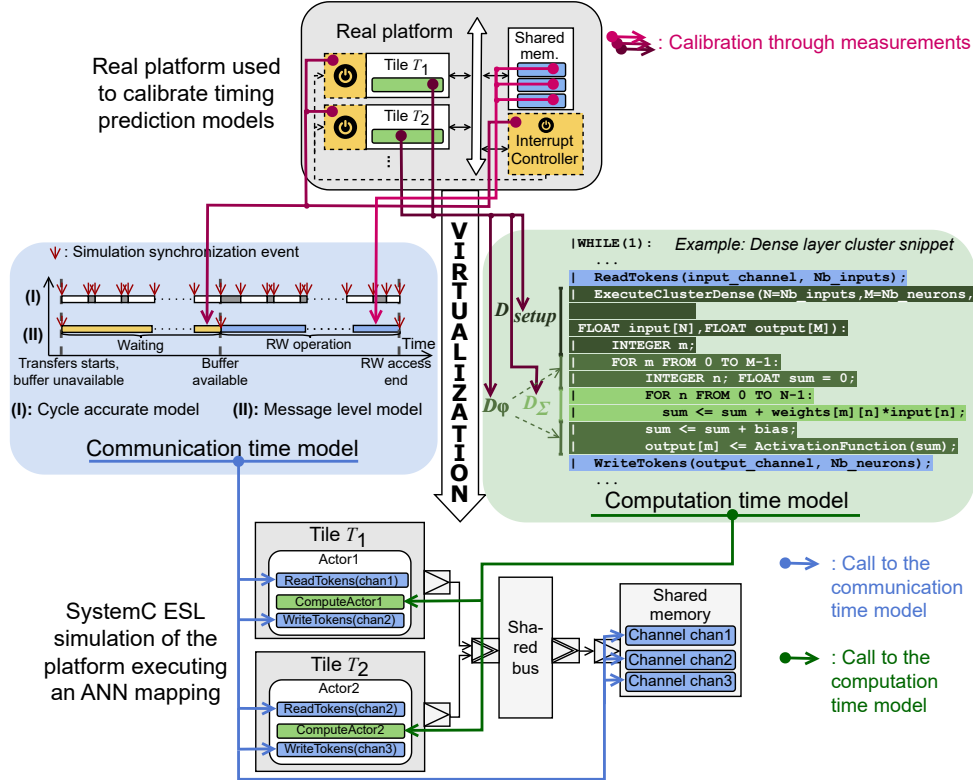 Real platform
Real platform used
to calibrate timing
prediction models
Tile T1
Tile T2
⋮
Shared
mem.
Interrupt
Controller
: Calibration through measurements
VIRTUALIZATION
: Simulation synchronization event
(I)
(II)
Waiting
RW operation
Time
Transfers starts,
buffer unavailable
Buffer
available
RW access
end
(I): Cycle accurate model
(II): Message level model
Communication time model
|WHILE(1):
Example: Dense layer cluster snippet
...
ReadTokens(input_channel, Nb_inputs);
| ExecuteClusterDense(N=Nb_inputs,M=Nb_neurons,
FLOAT input[N],FLOAT output[M]):
| INTEGER m;
| FOR m FROM 0 TO M-1:
| INTEGER n; FLOAT sum = 0;
| FOR n FROM 0 TO N-1:
| sum <= sum + weights[m][n]*input[n];
| sum <= sum + bias;
| output[m] <= ActivationFunction(sum);
| WriteTokens(output_channel, Nb_neurons);
...
D setup
Dφ
DΣ
Computation time model
SystemC ESL
simulation of the
platform executing
an ANN mapping
Tile T1
Actor1
ReadTokens(chan1)
ComputeActor1
WriteTokens(chan2)
Tile T2
Actor2
ReadTokens(chan2)
ComputeActor2
WriteTokens(chan3)
Sha-
red
bus
Shared
memory
Channel chan1
Channel chan2
Channel chan3
: Call to the
communication
time model
: Call to the
computation
time model